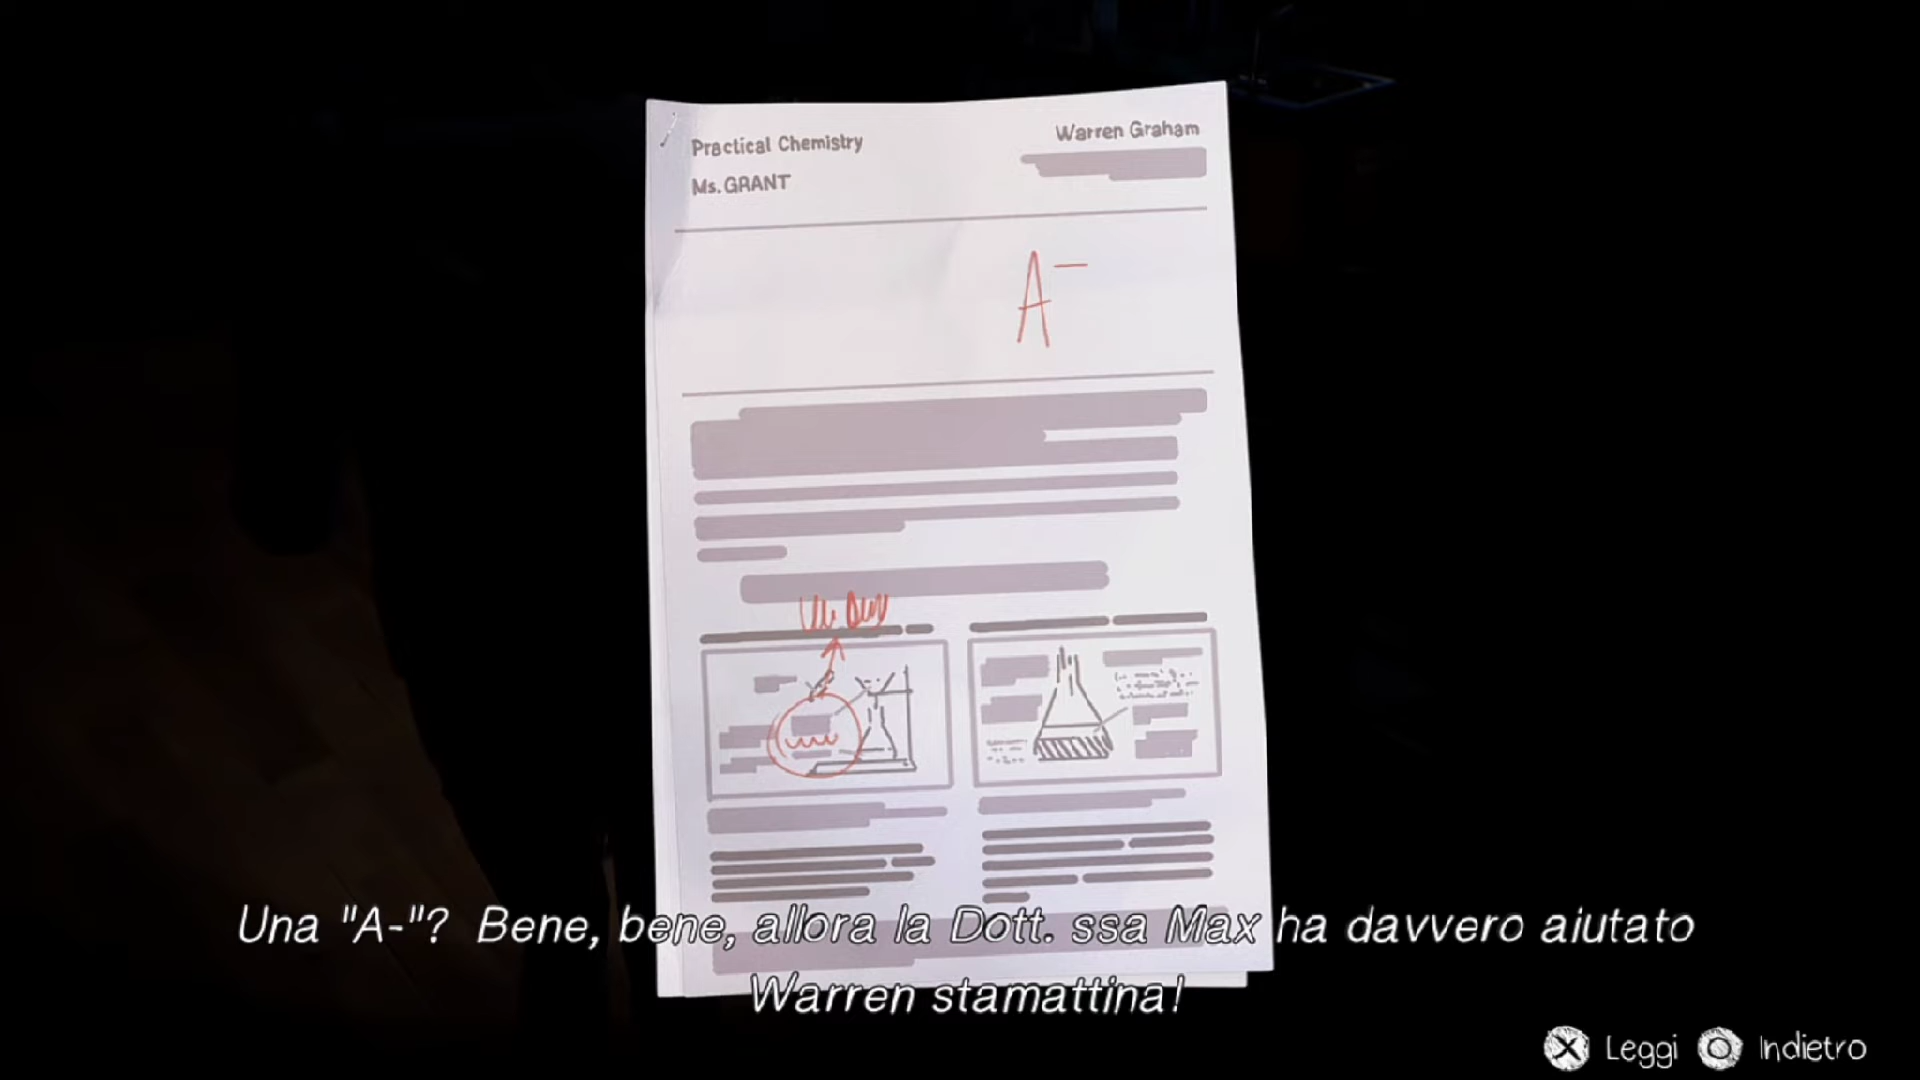 Practical Chemistry
Warren Graham
Ms. GRANT
A-
Una "A-"? Bene, bene, allora la Dott. ssa Max ha davvero aiutato
Warren stamattina!
Leggi
Indietro